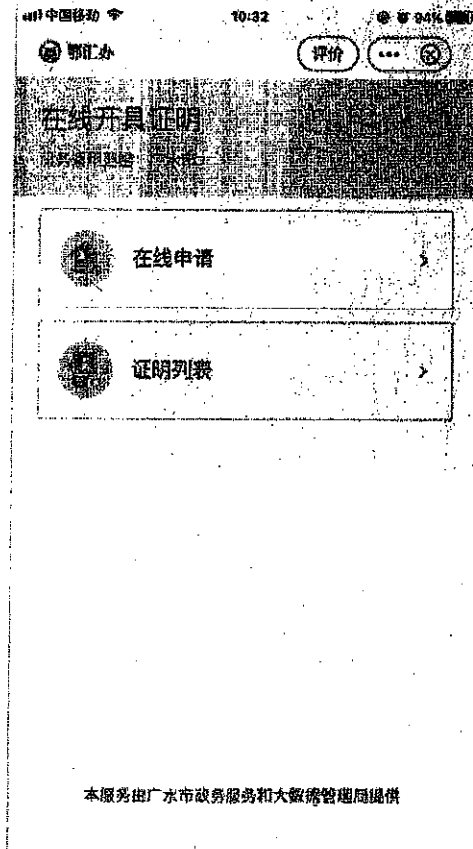 中国移动
10:32
94%
鄂汇办
评价
在线开具证明
在线申请
证明列表
本服务由广水市政务服务和大数据管理局提供